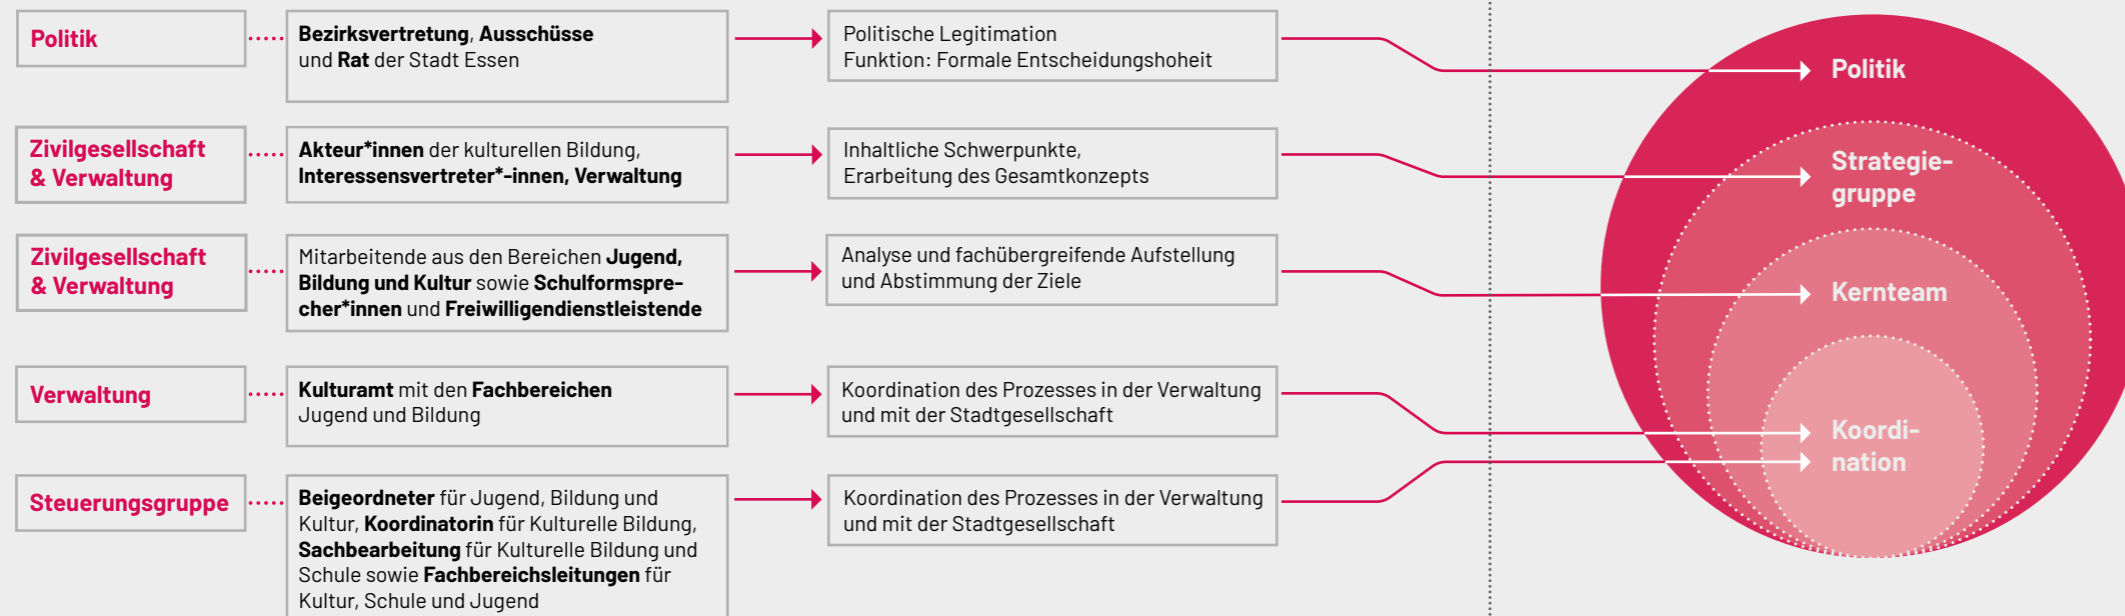 Politik
Bezirksvertretung, Ausschüsse
und Rat der Stadt Essen
Politische Legitimation
Funktion: Formale Entscheidungshoheit
Politik
Zivilgesellschaft
& Verwaltung
Akteur*innen der kulturellen Bildung,
Interessensvertreter*-innen, Verwaltung
Inhaltliche Schwerpunkte,
Erarbeitung des Gesamtkonzepts
Strategie-
gruppe
Zivilgesellschaft
& Verwaltung
Mitarbeitende aus den Bereichen Jugend,
Bildung und Kultur sowie Schulformspre-
cher*innen und Freiwilligendienstleistende
Analyse und fachübergreifende Aufstellung
und Abstimmung der Ziele
Kernteam
Verwaltung
Kulturamt mit den Fachbereichen
Jugend und Bildung
Koordination des Prozesses in der Verwaltung
und mit der Stadtgesellschaft
Koordi-
nation
Steuerungsgruppe
Beigeordneter für Jugend, Bildung und
Kultur, Koordinatorin für Kulturelle Bildung,
Sachbearbeitung für Kulturelle Bildung und
Schule sowie Fachbereichsleitungen für
Kultur, Schule und Jugend
Koordination des Prozesses in der Verwaltung
und mit der Stadtgesellschaft